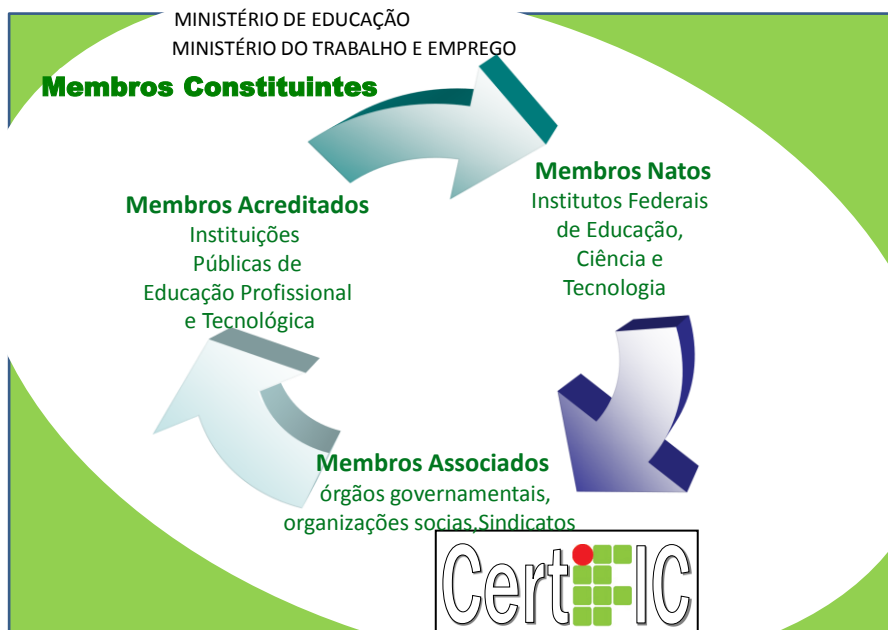 MINISTÉRIO DE EDUCAÇÃO
MINISTÉRIO DO TRABALHO E EMPREGO
Membros Constituintes
Membros Natos
Institutos Federais
de Educação,
Ciência e
Tecnologia
Membros Acreditados
Instituições
Públicas de
Educação Profissional
e Tecnológica
Membros Associados
órgãos governamentais,
organizações socias,Sindicatos
CertIFIC